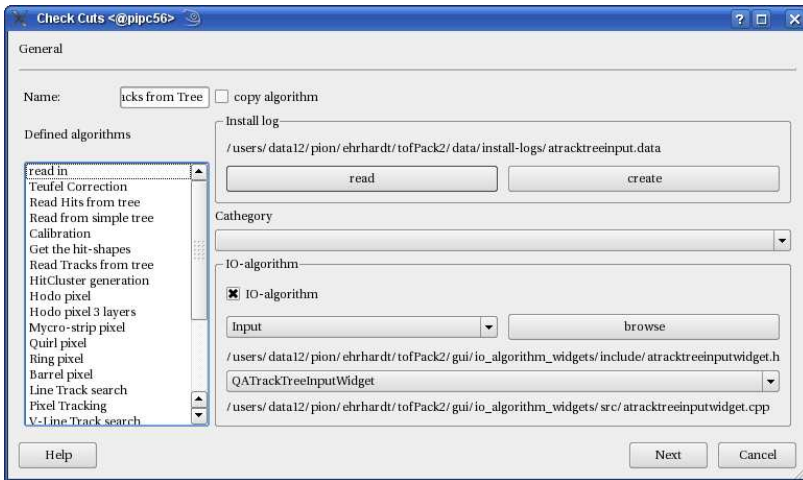 Check Cuts <@pipc56>
General
Name:
acks from Tree
copy algorithm
Defined algorithms
read in
Teufel Correction
Read Hits from tree
Read from simple tree
Calibration
Get the hit-shapes
Read Tracks from tree
HitCluster generation
Hodo pixel
Hodo pixel 3 layers
Mycro-strip pixel
Quirl pixel
Ring pixel
Barrel pixel
Line Track search
Pixel Tracking
V-Line Track search
Install log
/users/data12/pion/ehrhardt/tofPack2/data/install-logs/atracktreeinput.data
read
create
Cathegory
IO-algorithm
IO-algorithm
Input
browse
/users/data12/pion/ehrhardt/tofPack2/gui/io_algorithm_widgets/include/atracktreeinputwidget.h
QATrackTreeInputWidget
/users/data12/pion/ehrhardt/tofPack2/gui/io_algorithm_widgets/src/atracktreeinputwidget.cpp
Help
Next
Cancel